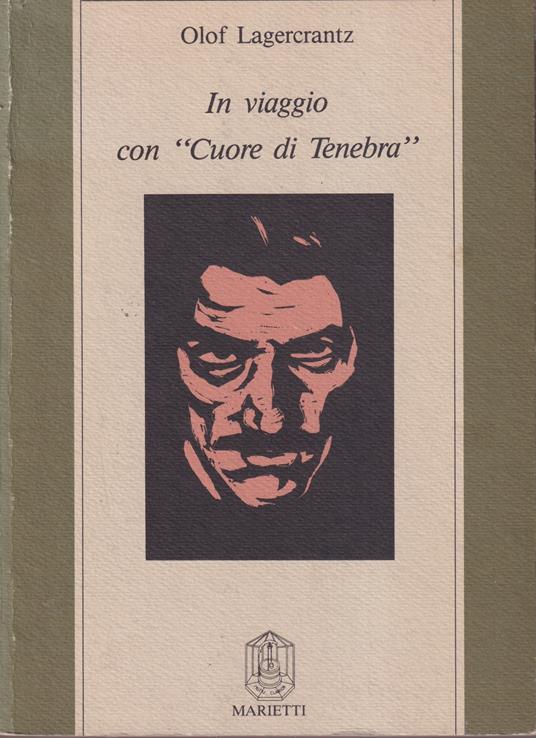 Olof Lagercrantz
In viaggio
con “Cuore di Tenebra”
MARIETTI